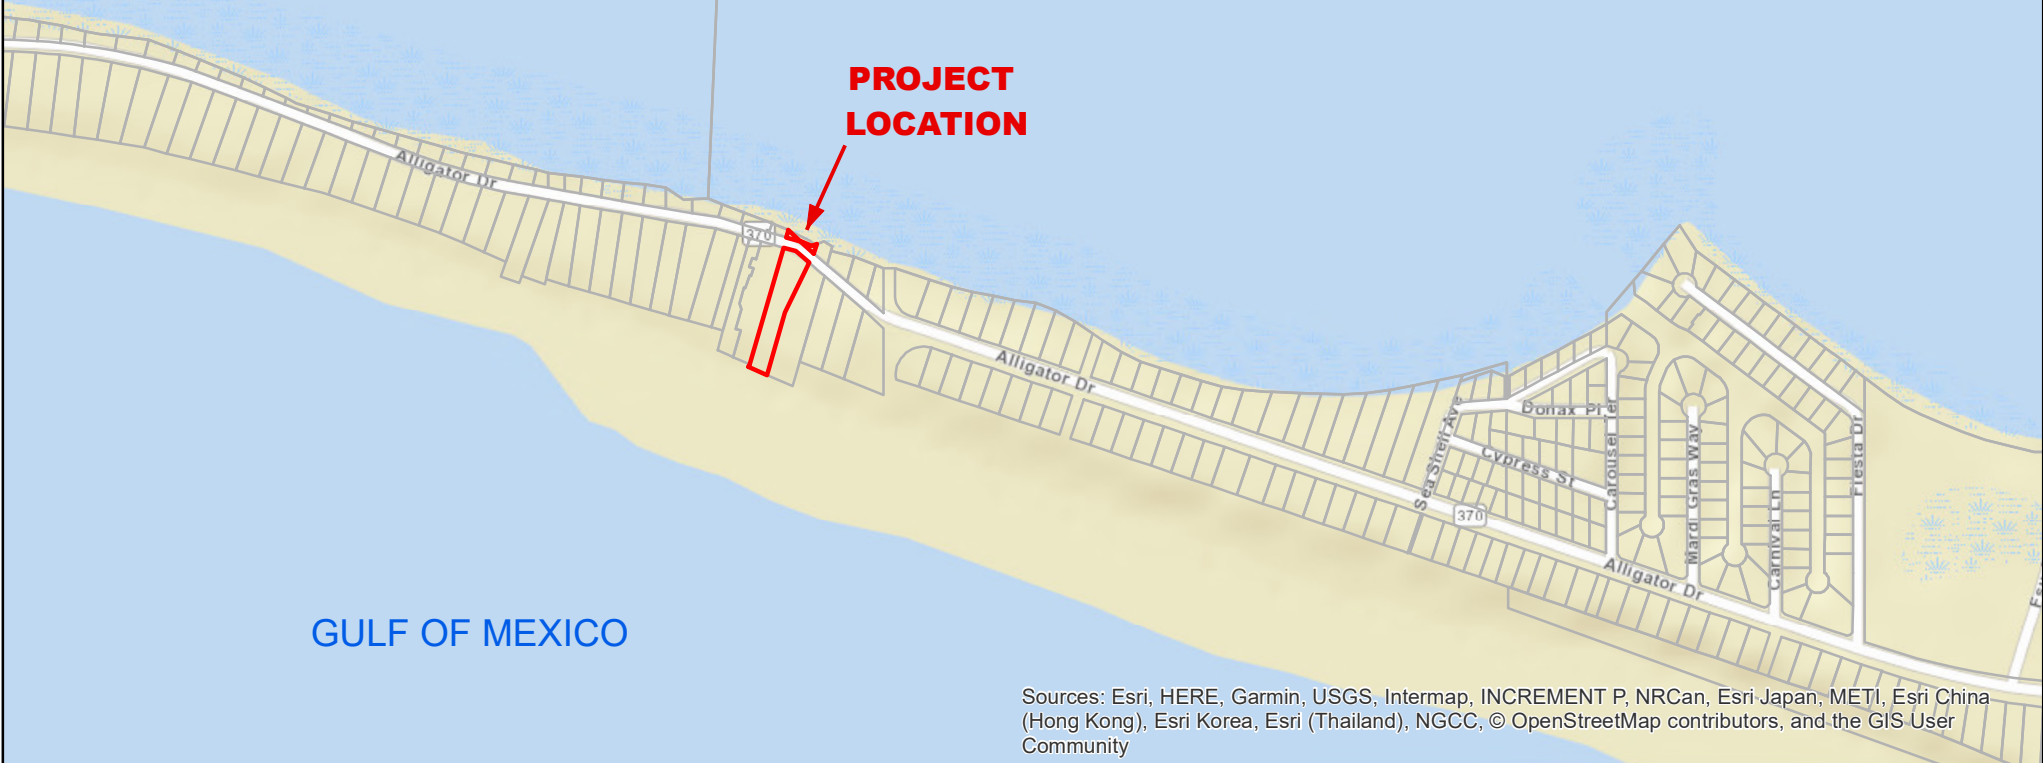 PROJECT
LOCATION
Alligator Dr
370
Alligator Dr
Sea Shell Ave
Donax Pl
Cypress St
Carousel Ter
Mardi Gras Way
Carnival Ln
Fiesta Dr
370
Alligator Dr
GULF OF MEXICO
Sources: Esri, HERE, Garmin, USGS, Intermap, INCREMENT P, NRCan, Esri Japan, METI, Esri China
(Hong Kong), Esri Korea, Esri (Thailand), NGCC, © OpenStreetMap contributors, and the GIS User
Community